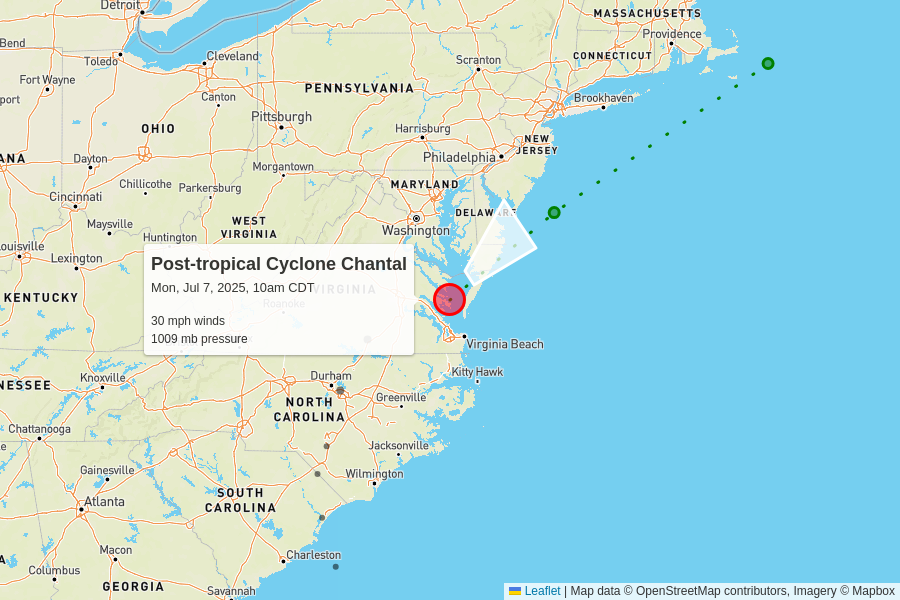 Detroit
MASSACHUSETTS
Providence
Bend
Toledo
Cleveland
CONNECTICUT
Scranton
Fort Wayne
PENNSYLVANIA
Brookhaven
Canton
port
Pittsburgh
OHIO
Harrisburg
NEW
JERSEY
ANA
Dayton
Philadelphia
Morgantown
Chillicothe
Parkersburg
MARYLAND
Cincinnati
DELAWARE
Maysville
WEST
VIRGINIA
Washington
Huntington
ouisville
Lexington
Post-tropical Cyclone Chantal
Mon, Jul 7, 2025, 10am CDT
VIRGINIA
KENTUCKY
Roanoke
30 mph winds
1009 mb pressure
Virginia Beach
Kitty Hawk
NESSEE
Knoxville
Durham
Greenville
NORTH
CAROLINA
Chattanooga
e
Jacksonville
Gainesville
Wilmington
SOUTH
CAROLINA
Atlanta
Macon
Charleston
A
Columbus
GEORGIA
Savannah
Leaflet | Map data © OpenStreetMap contributors, Imagery © Mapbox